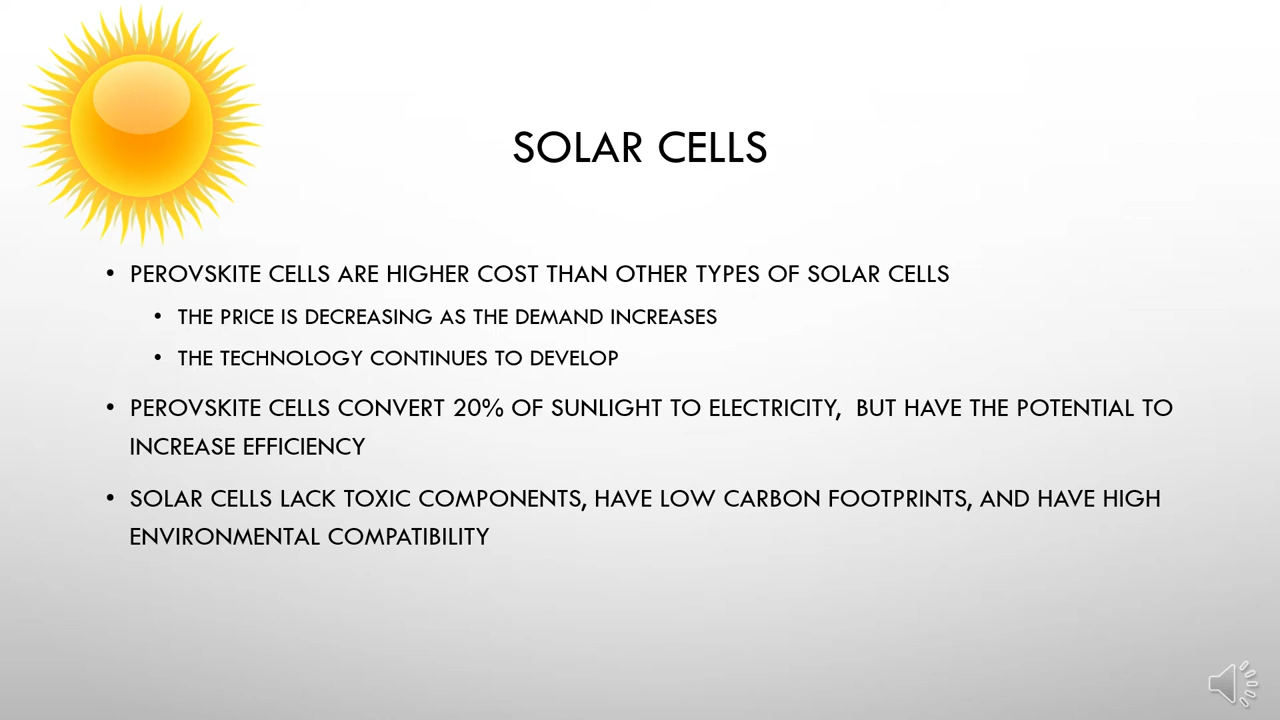 SOLAR CELLS
• PEROVSKITE CELLS ARE HIGHER COST THAN OTHER TYPES OF SOLAR CELLS
• THE PRICE IS DECREASING AS THE DEMAND INCREASES
• THE TECHNOLOGY CONTINUES TO DEVELOP
• PEROVSKITE CELLS CONVERT 20% OF SUNLIGHT TO ELECTRICITY,  BUT HAVE THE POTENTIAL TO
INCREASE EFFICIENCY
• SOLAR CELLS LACK TOXIC COMPONENTS, HAVE LOW CARBON FOOTPRINTS, AND HAVE HIGH
ENVIRONMENTAL COMPATIBILITY